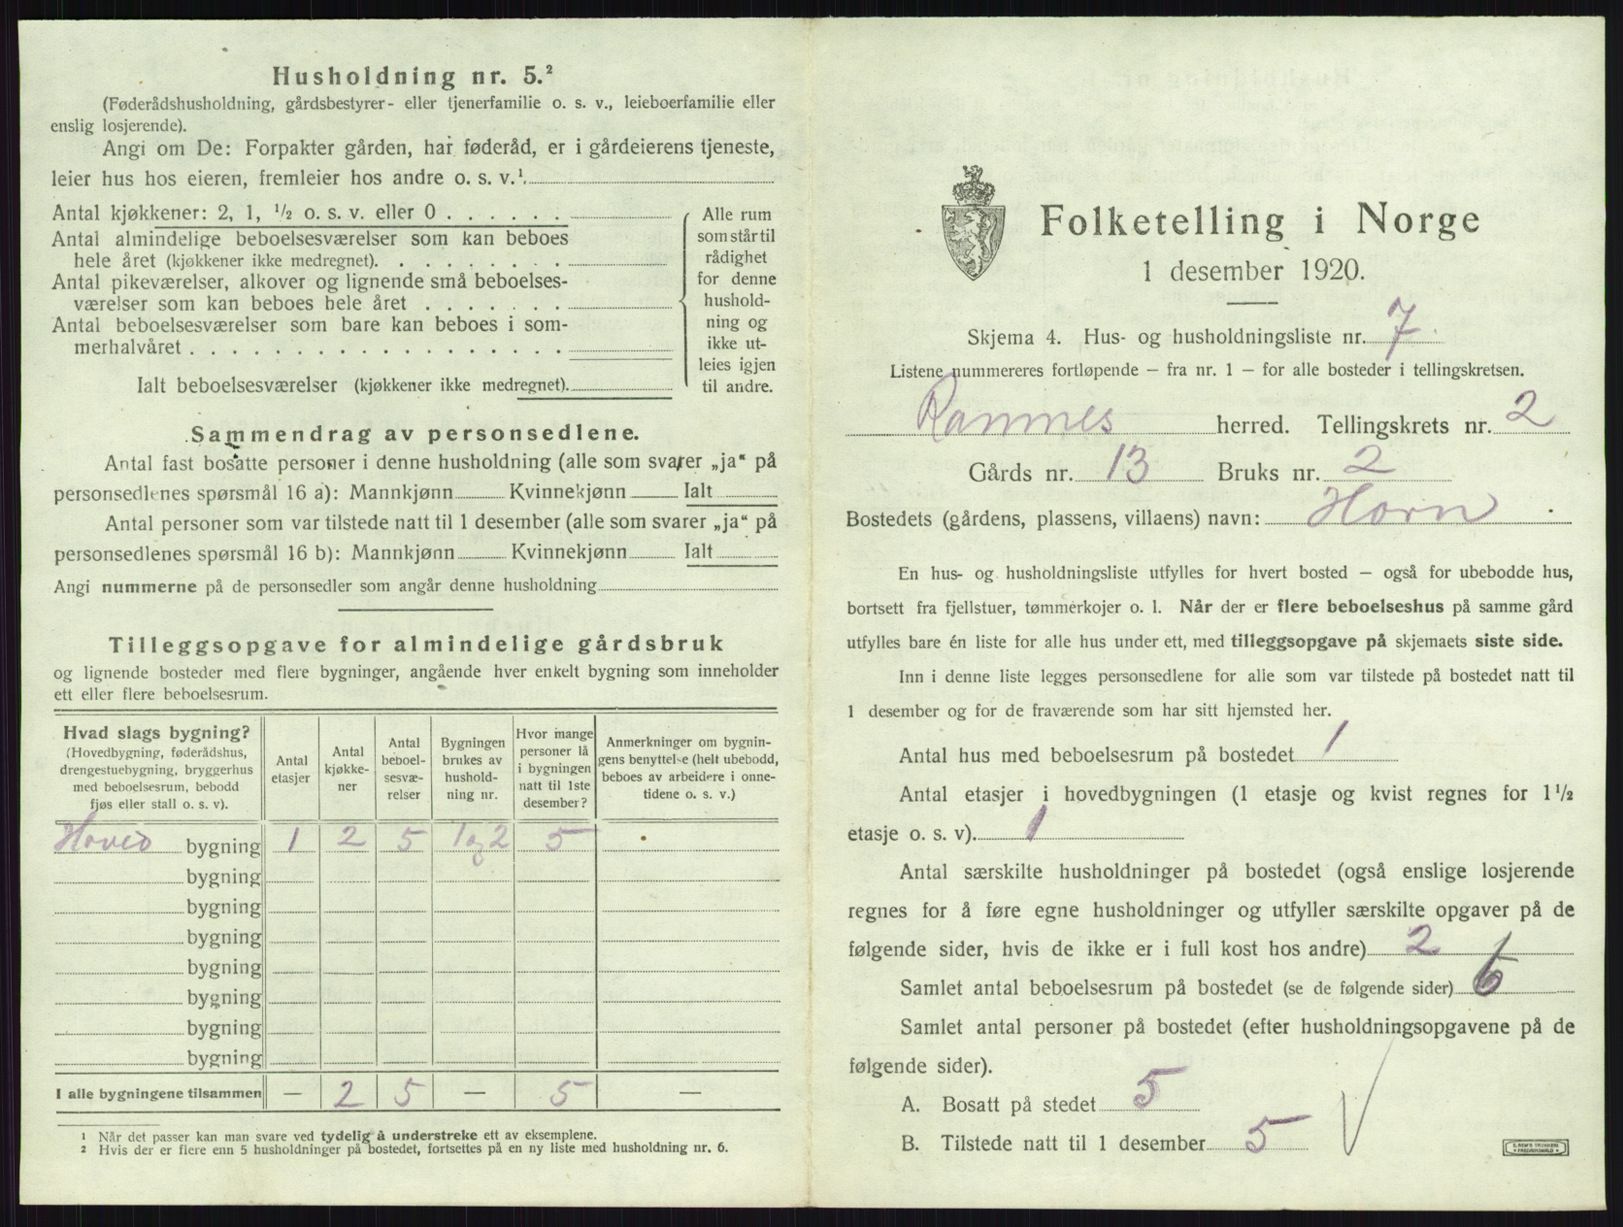 Husholdning nr. 5.²
(Føderådshusholdning, gårdsbestyrer- eller tjenerfamilie o. s. v., leieboerfamilie eller
enslig losjerende).
Angi om De: Forpakter gården, har føderåd, er i gårdeierens tjeneste,
leier hus hos eieren, fremleier hos andre o. s. v.¹
Antal kjøkkener: 2, 1, ½ o. s. v. eller 0
Antal almindelige beboelsesværelser som kan beboes
hele året (kjøkkener ikke medregnet).
Antal pikeværelser, alkover og lignende små beboelses-
værelser som kan beboes hele året
Antal beboelsesværelser som bare kan beboes i som-
merhalvåret
Ialt beboelsesværelser (kjøkkener ikke medregnet).
Alle rum
som står til
rådighet
for denne
hushold-
ning og
ikke ut-
leies igjen
til andre.
Sammendrag av personsedlene.
Antal fast bosatte personer i denne husholdning (alle som svarer „ja“ på
personsedlenes spørsmål 16 a): Mannkjønn Kvinnekjønn Ialt
Antal personer som var tilstede natt til 1 desember (alle som svarer „ja“ på
personsedlenes spørsmål 16 b): Mannkjønn Kvinnekjønn Ialt
Angi nummerne på de personsedler som angår denne husholdning
Tilleggsopgave for almindelige gårdsbruk
og lignende bosteder med flere bygninger, angående hver enkelt bygning som inneholder
ett eller flere beboelsesrum.
Hvad slags bygning?
(Hovedbygning, føderådshus,
drengestuebygning, bryggerhus
med beboelsesrum, bebodd
fjøs eller stall o. s. v).
Antal
etasjer
Antal
kjøkke-
ner
Antal
beboel-
sesvæ-
relser
Bygningen
brukes av
hushold-
ning nr.
Hvor mange
personer lå
i bygningen
natt til 1ste
desember?
Anmerkninger om bygnin-
gens benyttelse (helt ubebodd,
beboes av arbeidere i onne-
tidene o. s. v.)
Hoved bygning 1 2 5 1 og 2 5
bygning
bygning
bygning
bygning
bygning
bygning
bygning
I alle bygningene tilsammen — 2 5 — 5 —
1 Når det passer kan man svare ved tydelig å understreke ett av eksemplene.
2 Hvis der er flere enn 5 husholdninger på bostedet, fortsettes på en ny liste med husholdning nr. 6.
Folketelling i Norge
1 desember 1920.
Skjema 4. Hus- og husholdningsliste nr. 7
Listene nummereres fortløpende — fra nr. 1 — for alle bosteder i tellingskretsen.
Ramnes herred. Tellingskrets nr. 2
Gårds nr. 13 Bruks nr. 2
Bostedets (gårdens, plassens, villaens) navn: Horn
En hus- og husholdningsliste utfylles for hvert bosted — også for ubebodde hus,
bortsett fra fjellstuer, tømmerkojer o. l. Når der er flere beboelseshus på samme gård
utfylles bare én liste for alle hus under ett, med tilleggsopgave på skjemaets siste side.
Inn i denne liste legges personsedlene for alle som var tilstede på bostedet natt til
1 desember og for de fraværende som har sitt hjemsted her.
Antal hus med beboelsesrum på bostedet 1
Antal etasjer i hovedbygningen (1 etasje og kvist regnes for 1½
etasje o. s. v). 1
Antal særskilte husholdninger på bostedet (også enslige losjerende
regnes for å føre egne husholdninger og utfyller særskilte opgaver på de
følgende sider, hvis de ikke er i full kost hos andre) 2
Samlet antal beboelsesrum på bostedet (se de følgende sider)
Samlet antal personer på bostedet (efter husholdningsopgavene på de
følgende sider).
A. Bosatt på stedet 5
B. Tilstede natt til 1 desember 5